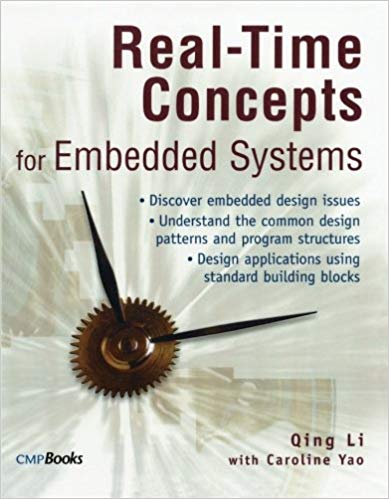 Real-Time
Concepts
for Embedded Systems
• Discover embedded design issues
• Understand the common design
patterns and program structures
• Design applications using
standard building blocks
Qing Li
with Caroline Yao
CMPBooks